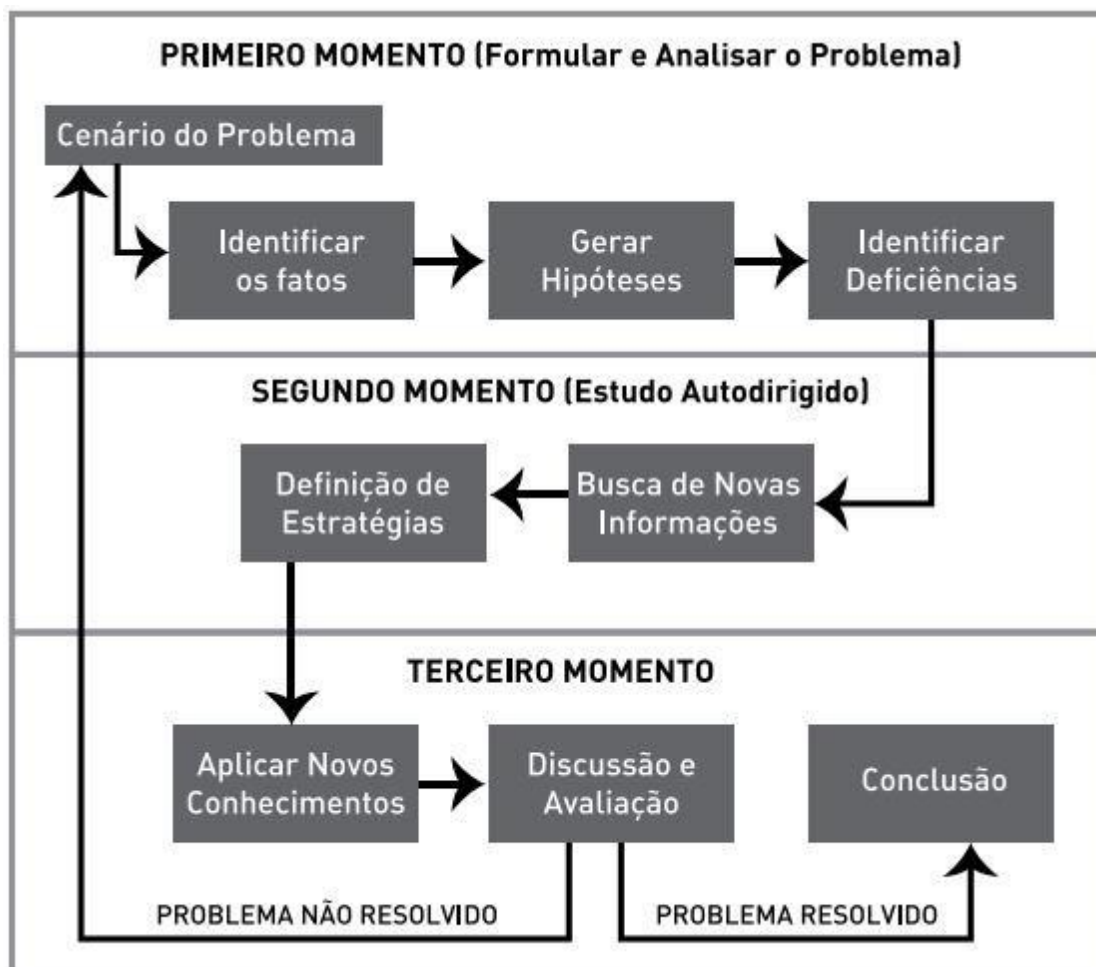 PRIMEIRO MOMENTO (Formular e Analisar o Problema)
Cenário do Problema
Identificar
os fatos
Gerar
Hipóteses
Identificar
Deficiências
SEGUNDO MOMENTO (Estudo Autodirigido)
Definição de
Estratégias
Busca de Novas
Informações
TERCEIRO MOMENTO
Aplicar Novos
Conhecimentos
Discussão e
Avaliação
Conclusão
PROBLEMA NÃO RESOLVIDO
PROBLEMA RESOLVIDO